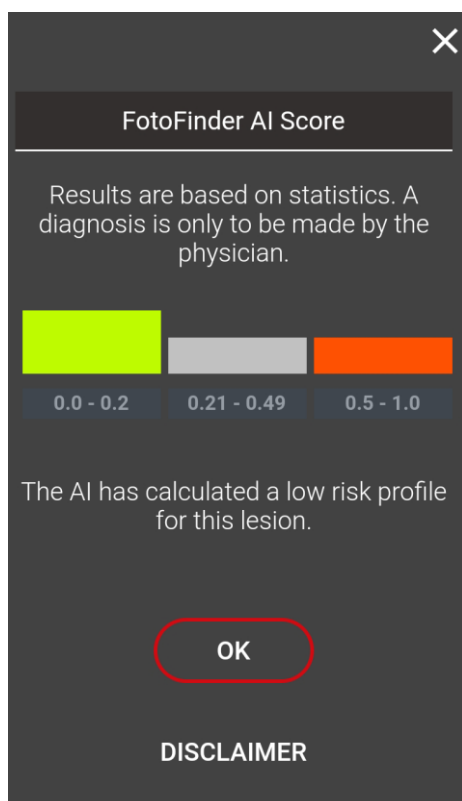 FotoFinder AI Score
Results are based on statistics. A
diagnosis is only to be made by the
physician.
0.0 - 0.2
0.21 - 0.49
0.5 - 1.0
The AI has calculated a low risk profile
for this lesion.
OK
DISCLAIMER